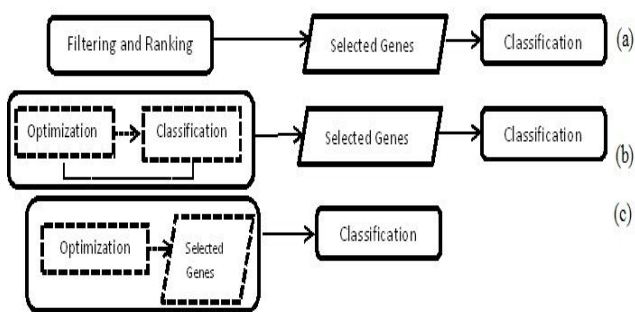 Filtering and Ranking
Selected Genes
Classification
(a)
Optimization
Classification
Selected Genes
Classification
(b)
(c)
Optimization
Selected
Genes
Classification